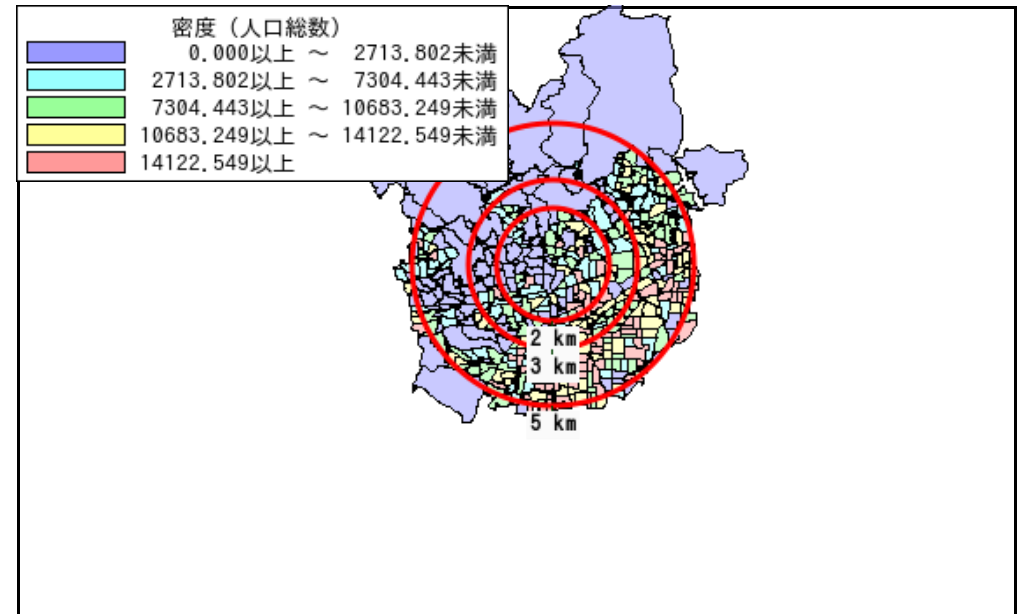 密度（人口総数）
0.000以上 ～ 2713.802未満
2713.802以上 ～ 7304.443未満
7304.443以上 ～ 10683.249未満
10683.249以上 ～ 14122.549未満
14122.549以上
2 km
3 km
5 km